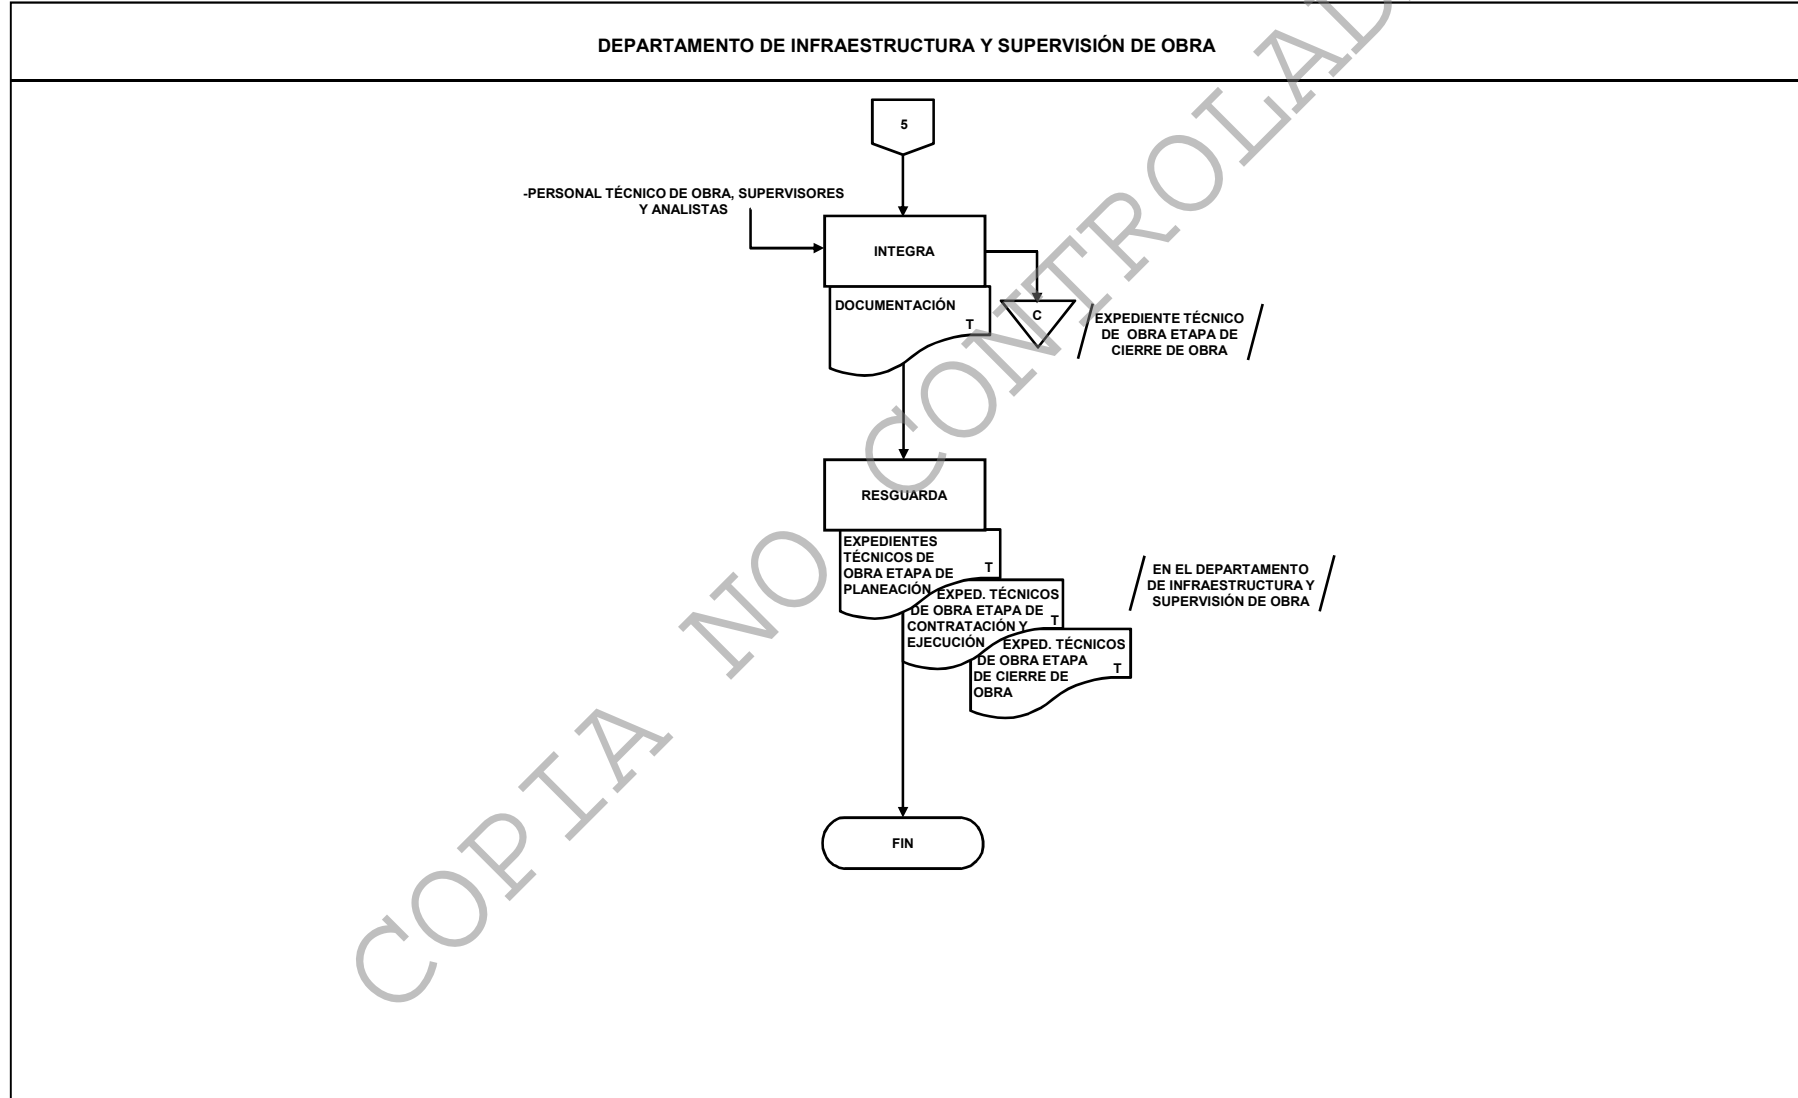 DEPARTAMENTO DE INFRAESTRUCTURA Y SUPERVISIÓN DE OBRA
5
-PERSONAL TÉCNICO DE OBRA, SUPERVISORES
Y ANALISTAS
INTEGRA
DOCUMENTACIÓN
T
C
EXPEDIENTE TÉCNICO
DE OBRA ETAPA DE
CIERRE DE OBRA
RESGUARDA
EXPEDIENTES
TÉCNICOS DE
OBRA ETAPA DE
PLANEACIÓN
T
EXPED. TÉCNICOS
DE OBRA ETAPA DE
CONTRATACIÓN Y
EJECUCIÓN
T
EXPED. TÉCNICOS
DE OBRA ETAPA
DE CIERRE DE
OBRA
T
EN EL DEPARTAMENTO
DE INFRAESTRUCTURA Y
SUPERVISIÓN DE OBRA
FIN
COPIA NO CONTROLAD